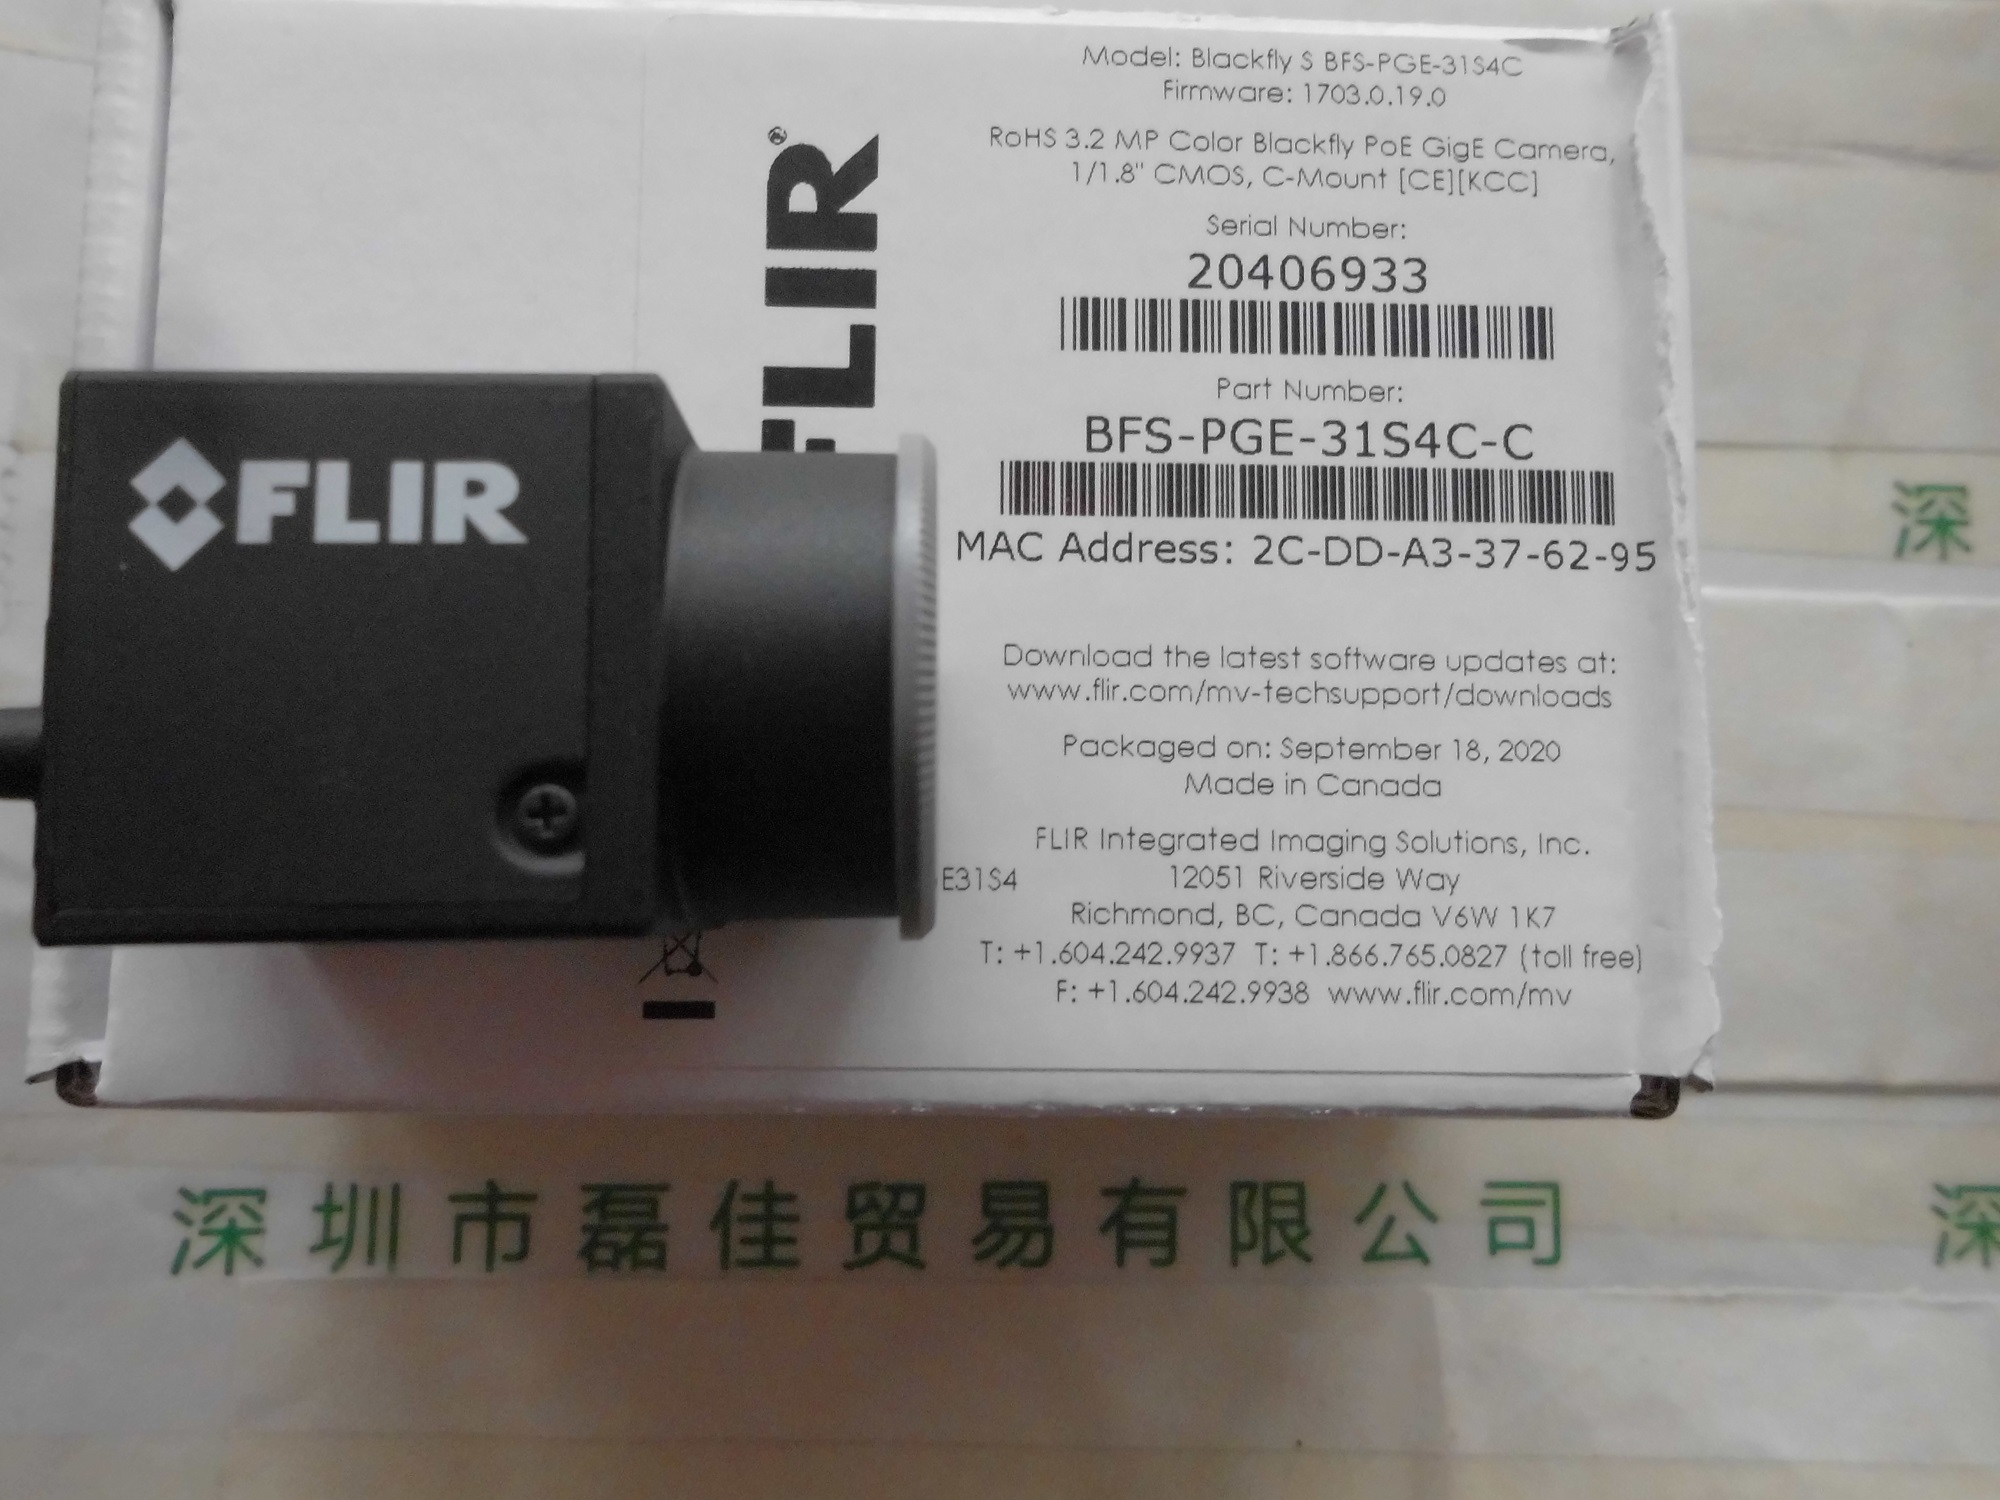 Model: Blackfly S BFS-PGE-31S4C
Firmware: 1703.0.19.0
RoHS 3.2 MP Color Blackfly PoE GigE Camera,
1/1.8" CMOS, C-Mount [CE][KCC]
Serial Number:
20406933
Part Number:
BFS-PGE-31S4C-C
MAC Address: 2C-DD-A3-37-62-95
Download the latest software updates at:
www.flir.com/mv-techsupport/downloads
Packaged on: September 18, 2020
Made in Canada
FLIR Integrated Imaging Solutions, Inc.
E31S4
12051 Riverside Way
Richmond, BC, Canada V6W 1K7
T: +1.604.242.9937 T: +1.866.765.0827 (toll free)
F: +1.604.242.9938 www.flir.com/mv
FLIR®
FLIR
深
深圳市磊佳贸易有限公司
深